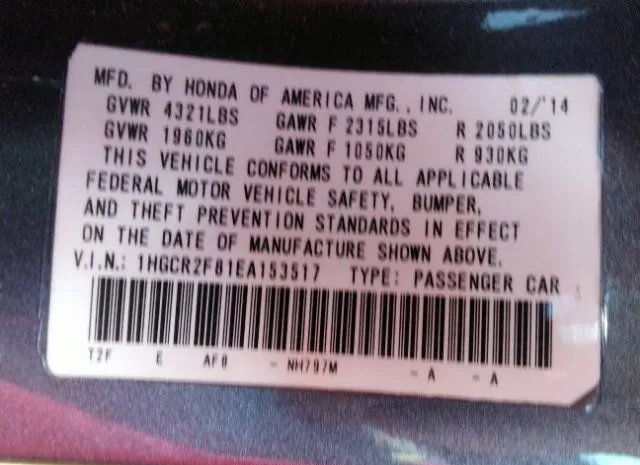 MFD. BY HONDA OF AMERICA MFG., INC. 02/'14
GVWR 4321LBS GAWR F 2315LBS R 2050LBS
GVWR 1960KG GAWR F 1050KG R 930KG
THIS VEHICLE CONFORMS TO ALL APPLICABLE
FEDERAL MOTOR VEHICLE SAFETY, BUMPER,
AND THEFT PREVENTION STANDARDS IN EFFECT
ON THE DATE OF MANUFACTURE SHOWN ABOVE.
V.I.N.: 1HGCR2F81EA153517 TYPE: PASSENGER CAR
T2F E AF8 - NH797M - A - A